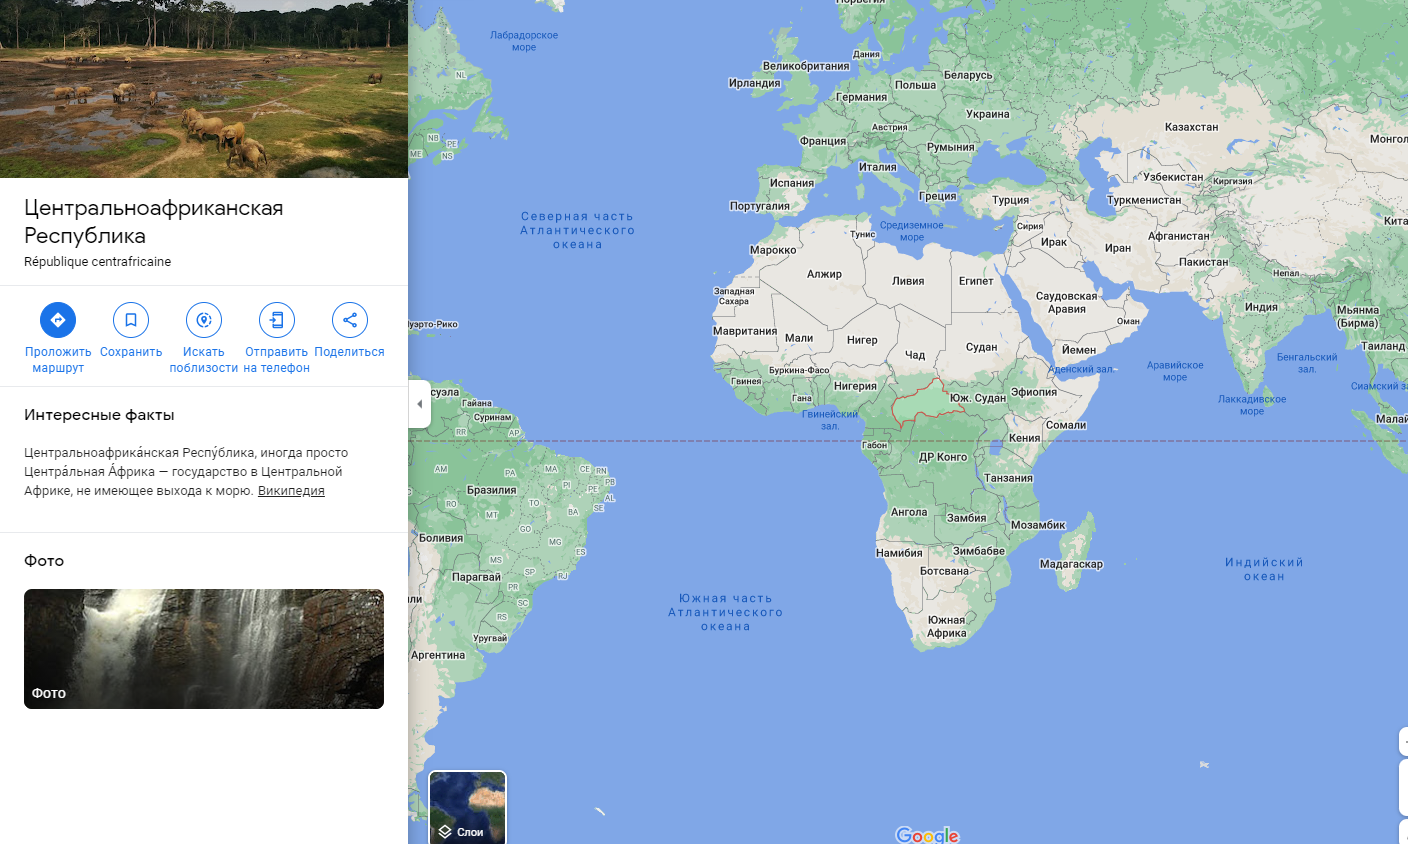 Центральноафриканская
Республика
République centrafricaine
Проложить
маршрут
Сохранить
Искать
поблизости
Отправить
на телефон
Поделиться
Интересные факты
Центральноафрика́нская Респу́блика, иногда просто
Центра́льная А́фрика — государство в Центральной
Африке, не имеющее выхода к морю. Википедия
Фото
Фото
Лабрадорское
море
NL
NB
PE
ME
NS
Северная часть
Атлантического
океана
Норвегия
Дания
Великобритания
Ирландия
Беларусь
Польша
Германия
Украина
Австрия
Франция
Румыния
Италия
Испания
Греция
Португалия
Турция
Казахстан
Монгол
Узбекистан
Киргизия
Туркменистан
Кита
Средиземное
море
Тунис
Сирия
Марокко
Ирак
Иран
Афганистан
Пакистан
Непал
Алжир
Ливия
Египет
Западная
Сахара
Саудовская
Аравия
Оман
Индия
Мьянма
(Бирма)
уэрто-Рико
Мавритания
Мали
Нигер
Чад
Судан
Йемен
Таиланд
Буркина-Фасо
Аденский зал.
Аравийское
море
Бенгальский
зал.
Гвинея
Нигерия
Эфиопия
Сиамский за
суэла
Гайана
Гана
Юж. Судан
Лаккадивское
море
Суринам
Гвинейский
зал.
Сомали
Малай
RR
AP
Габон
Кения
ДР Конго
AM
PA
MA
CE
RN
PB
Танзания
Бразилия
PI
PE
AL
RO
TO
SE
MT
BA
Ангола
Замбия
Мозамбик
GO
Боливия
MG
ES
Намибия
Зимбабве
MS
Ботсвана
Мадагаскар
Индийский
океан
Парагвай
SP
RJ
PR
ли
SC
Южная часть
Атлантического
океана
RS
Южная
Африка
Уругвай
Аргентина
Слои
Google